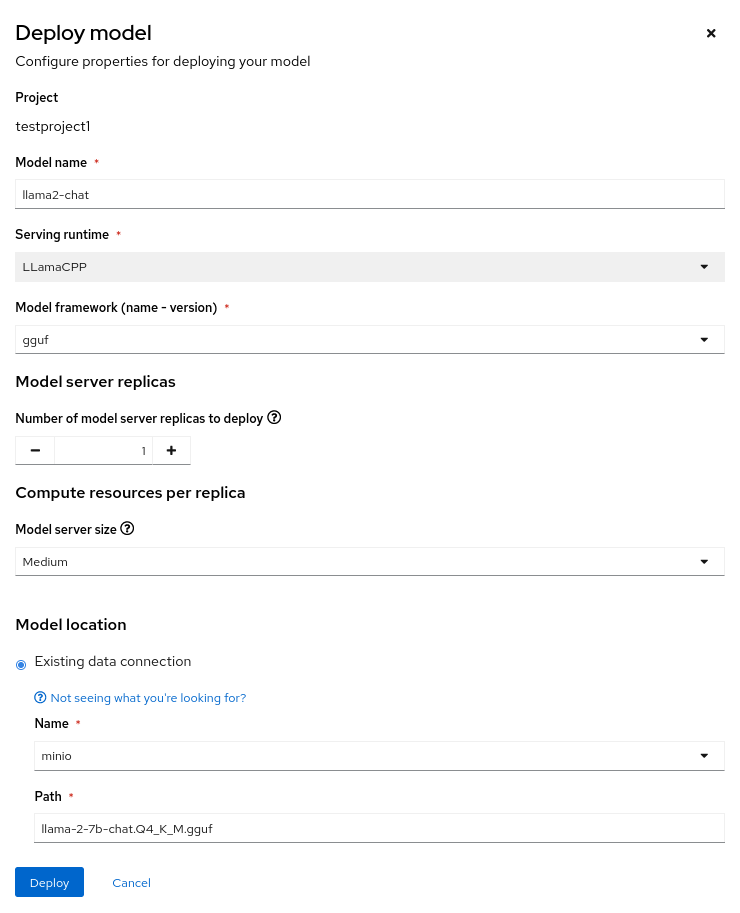 Deploy model
Configure properties for deploying your model
Project
testproject1
Model name *
llama2-chat
Serving runtime *
LLamaCPP
Model framework (name - version) *
gguf
Model server replicas
Number of model server replicas to deploy
1
Compute resources per replica
Model server size
Medium
Model location
Existing data connection
Not seeing what you're looking for?
Name *
minio
Path *
llama-2-7b-chat.Q4_K_M.gguf
Deploy Cancel